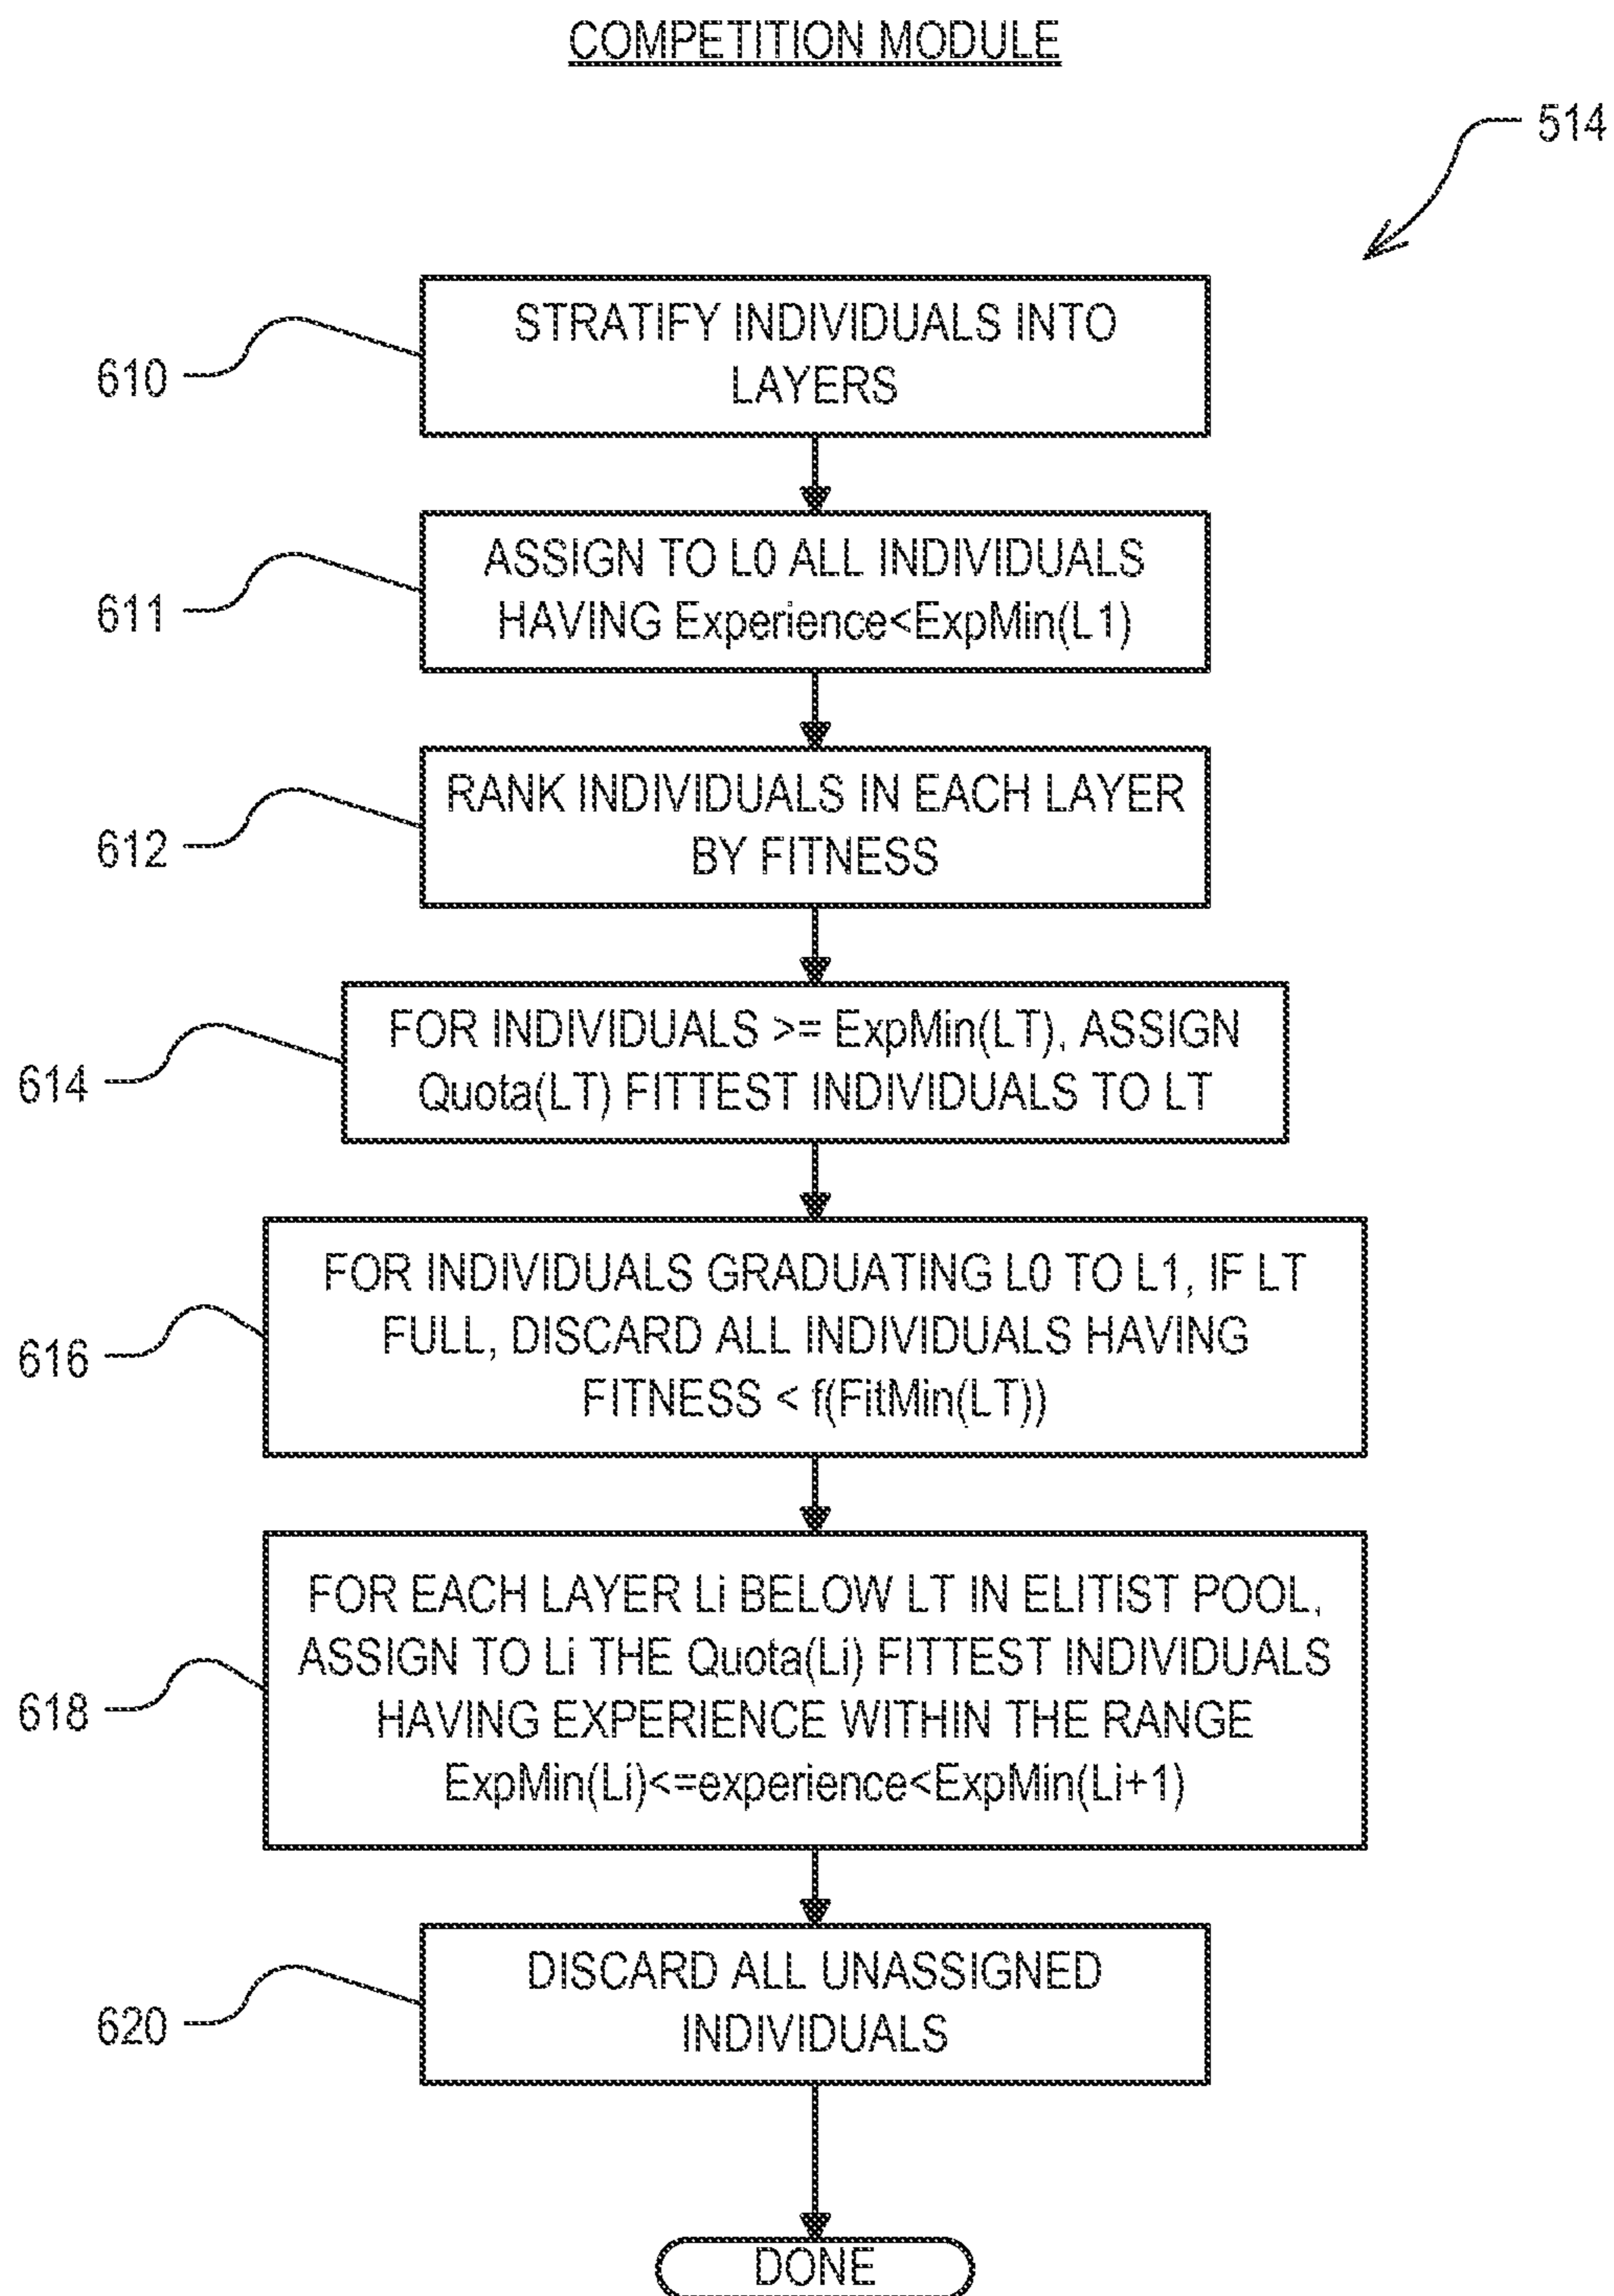 COMPETITION MODULE
514
STRATIFY INDIVIDUALS INTO
LAYERS
610
ASSIGN TO L0 ALL INDIVIDUALS
HAVING Experience<ExpMin(L1)
611
RANK INDIVIDUALS IN EACH LAYER
BY FITNESS
612
FOR INDIVIDUALS >= ExpMin(LT), ASSIGN
Quota(LT) FITTEST INDIVIDUALS TO LT
614
FOR INDIVIDUALS GRADUATING L0 TO L1, IF LT
FULL, DISCARD ALL INDIVIDUALS HAVING
FITNESS < f(FitMin(LT))
616
FOR EACH LAYER Li BELOW LT IN ELITIST POOL,
ASSIGN TO Li THE Quota(Li) FITTEST INDIVIDUALS
HAVING EXPERIENCE WITHIN THE RANGE
ExpMin(Li)<=experience<ExpMin(Li+1)
618
DISCARD ALL UNASSIGNED
INDIVIDUALS
620
DONE